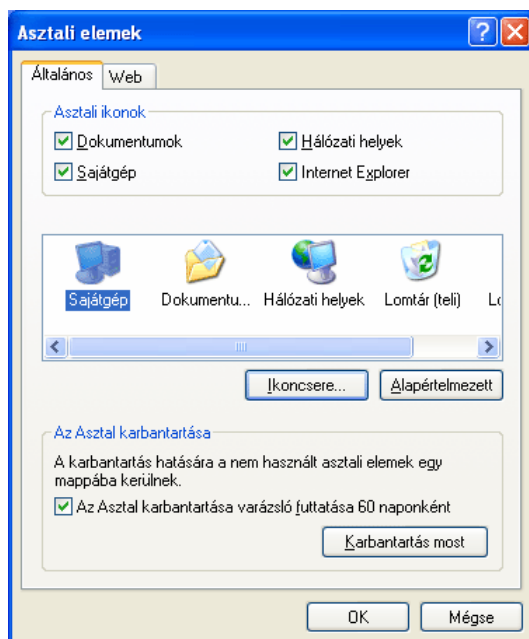 Asztali elemek
Általános Web
Asztali ikonok
Dokumentumok Hálózati helyek
Sajátgép Internet Explorer
Sajátgép Dokumentu... Hálózati helyek Lomtár (teli)
Ikoncsere... Alapértelmezett
Az Asztal karbantartása
A karbantartás hatására a nem használt asztali elemek egy
mappába kerülnek.
Az Asztal karbantartása varázsló futtatása 60 naponként
Karbantartás most
OK Mégse